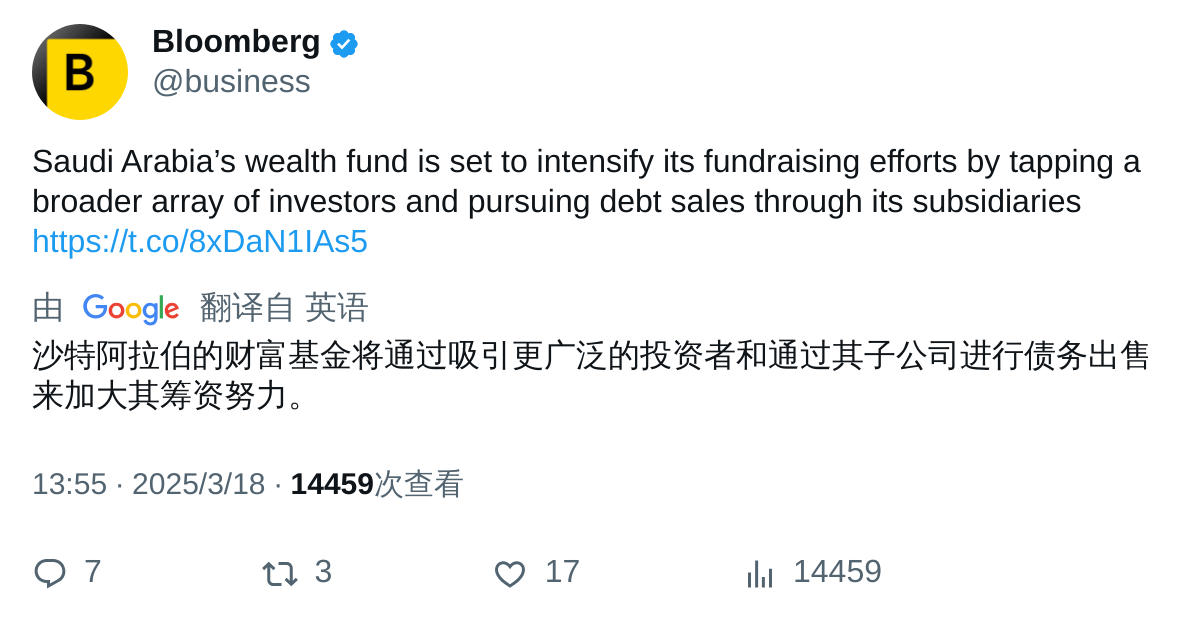 B
Bloomberg
@business
Saudi Arabia’s wealth fund is set to intensify its fundraising efforts by tapping a
broader array of investors and pursuing debt sales through its subsidiaries
https://t.co/8xDaN1IAs5
由 Google 翻译自 英语
沙特阿拉伯的财富基金将通过吸引更广泛的投资者和通过其子公司进行债务出售
来加大其筹资努力。
13:55 · 2025/3/18 · 14459次查看
7 3 17 14459